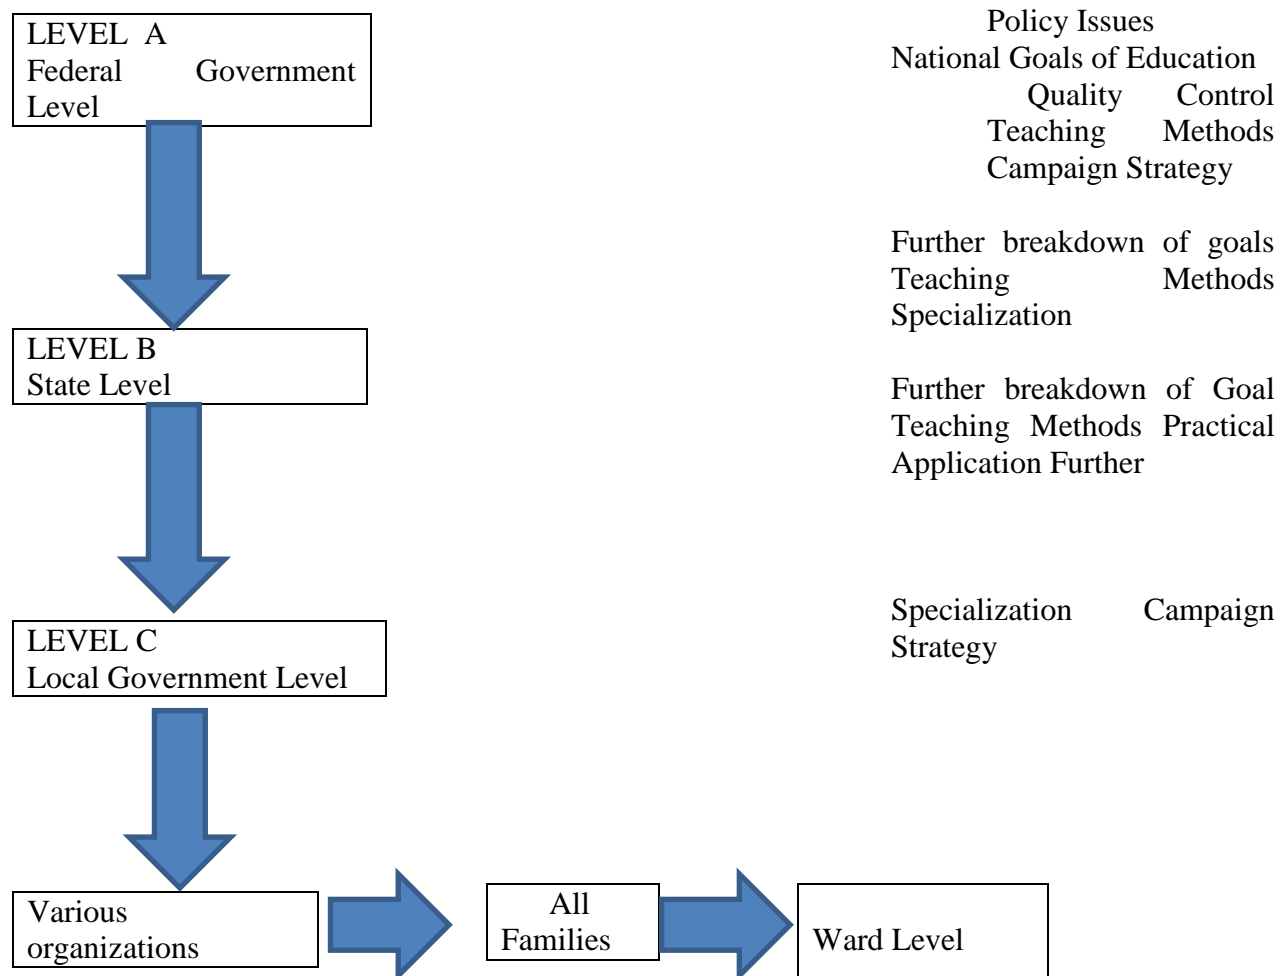 LEVEL A
Federal Government
Level
Policy Issues
National Goals of Education
Quality Control
Teaching Methods
Campaign Strategy
Further breakdown of goals
Teaching Methods
Specialization
LEVEL B
State Level
Further breakdown of Goal
Teaching Methods Practical
Application Further
LEVEL C
Local Government Level
Specialization Campaign
Strategy
Various
organizations
All
Families
Ward Level